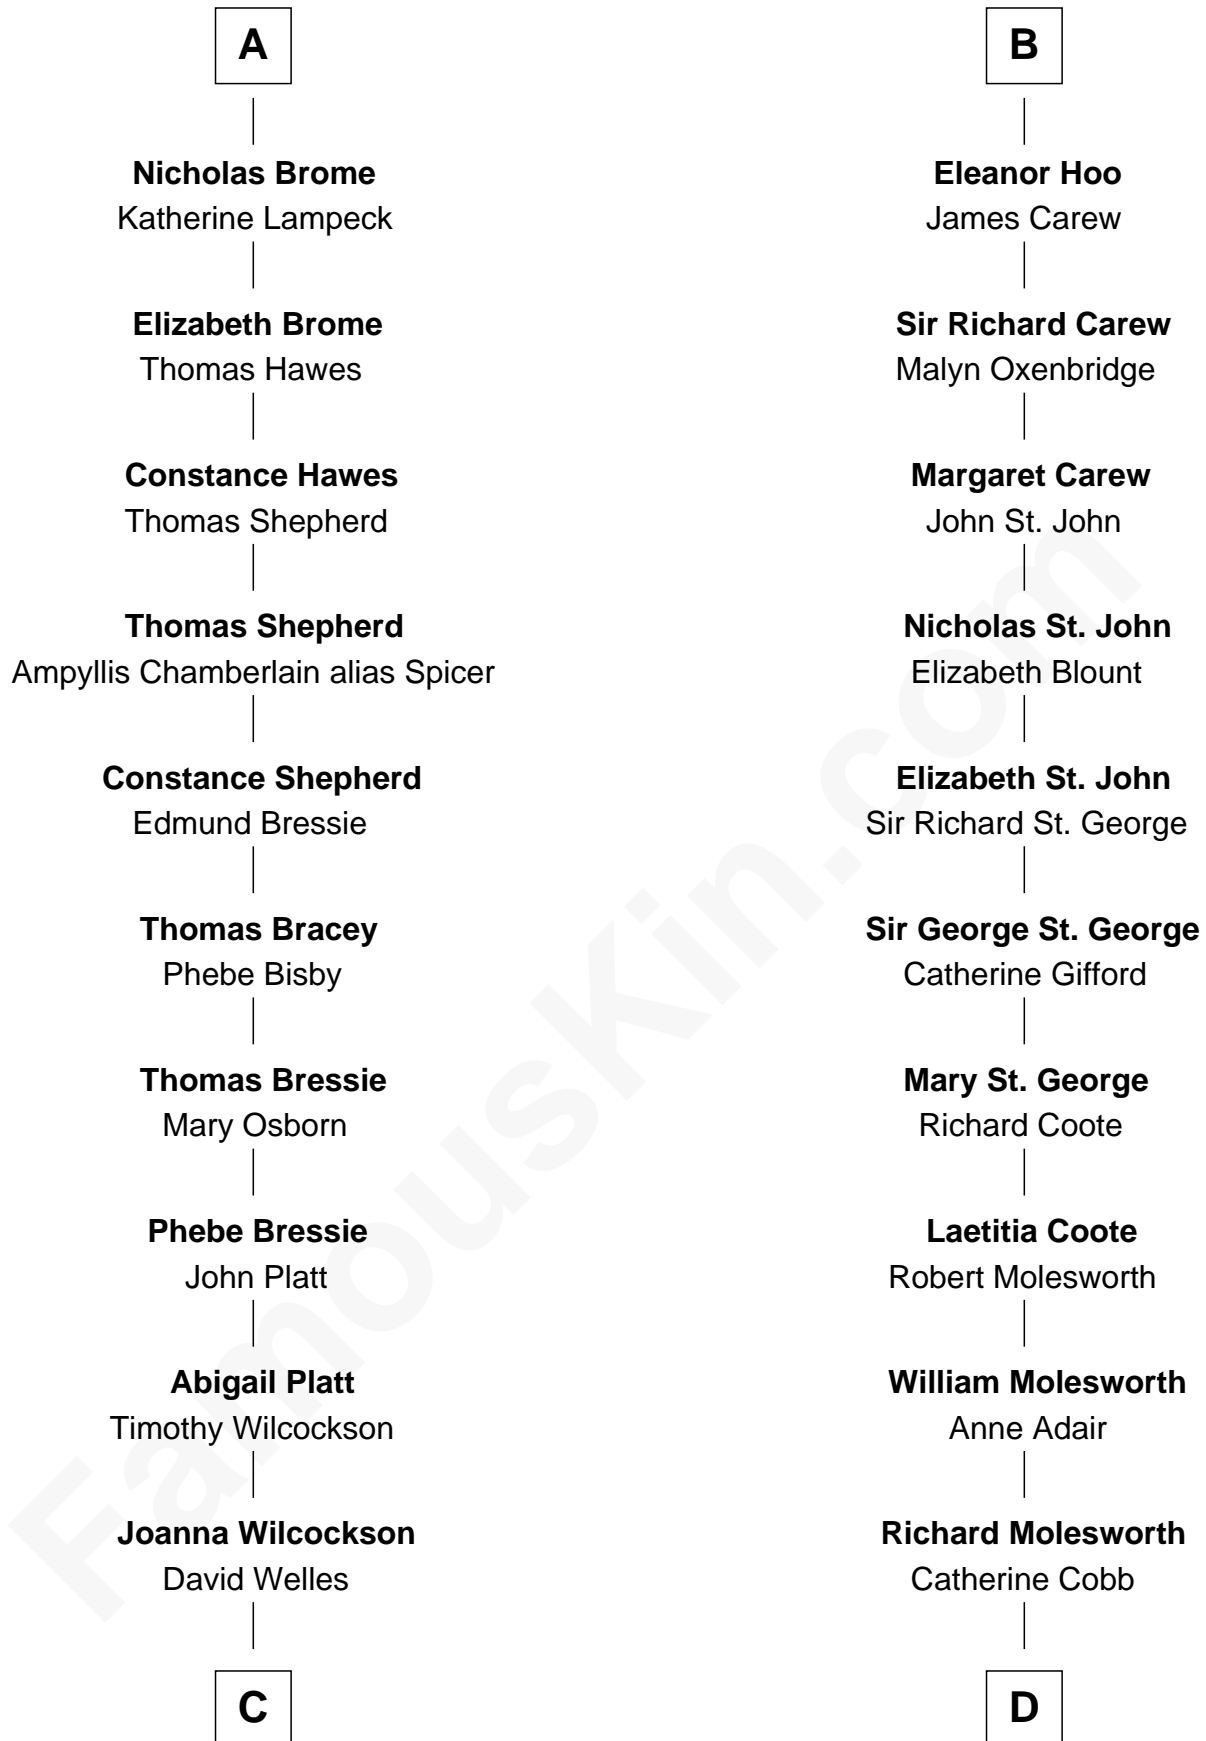 A
Nicholas Brome
Katherine Lampeck
Elizabeth Brome
Thomas Hawes
Constance Hawes
Thomas Shepherd
Thomas Shepherd
Ampyllis Chamberlain alias Spicer
Constance Shepherd
Edmund Bressie
Thomas Bracey
Phebe Bisby
Thomas Bressie
Mary Osborn
Phebe Bressie
John Platt
Abigail Platt
Timothy Wilcockson
Joanna Wilcockson
David Welles
C
B
Eleanor Hoo
James Carew
Sir Richard Carew
Malyn Oxenbridge
Margaret Carew
John St. John
Nicholas St. John
Elizabeth Blount
Elizabeth St. John
Sir Richard St. George
Sir George St. George
Catherine Gifford
Mary St. George
Richard Coote
Laetitia Coote
Robert Molesworth
William Molesworth
Anne Adair
Richard Molesworth
Catherine Cobb
D
FamousKin.com